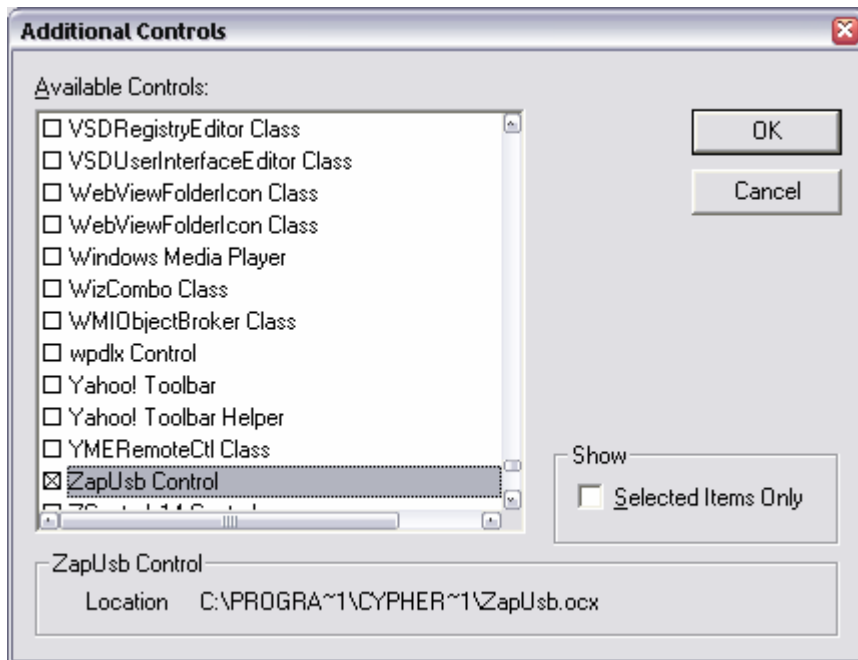 Additional Controls
Available Controls:
VSDRegistryEditor Class
VSDUserInterfaceEditor Class
WebViewFolderIcon Class
WebViewFolderIcon Class
Windows Media Player
WizCombo Class
WMIObjectBroker Class
wpdlx Control
Yahoo! Toolbar
Yahoo! Toolbar Helper
YMERemoteCtl Class
ZapUsb Control
OK
Cancel
Show
Selected Items Only
ZapUsb Control
Location C:\PROGRA~1\CYPHER~1\ZapUsb.ocx